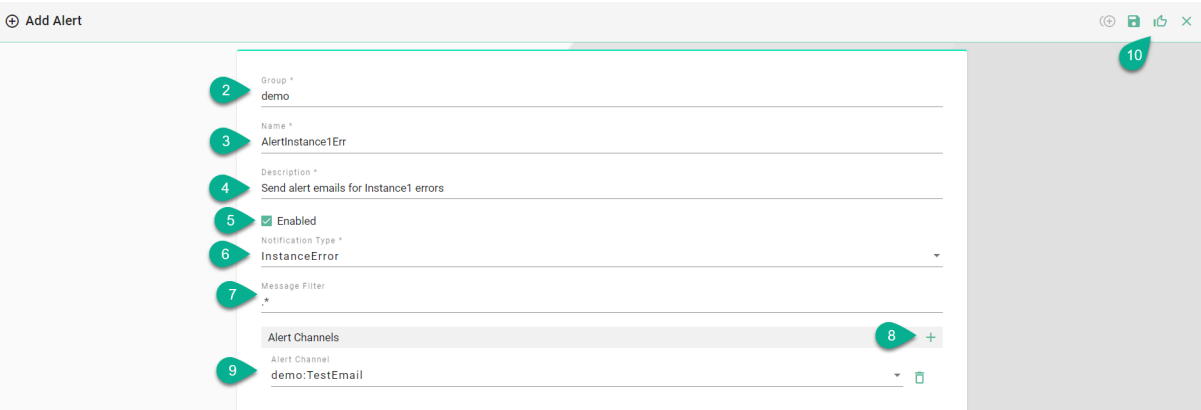 Add Alert
10
Group *
2
demo
Name *
3
AlertInstance1Err
Description *
4
Send alert emails for Instance1 errors
5
Enabled
Notification Type *
6
InstanceError
Message Filter
7
.*
Alert Channels
8
Alert Channel
9
demo:TestEmail